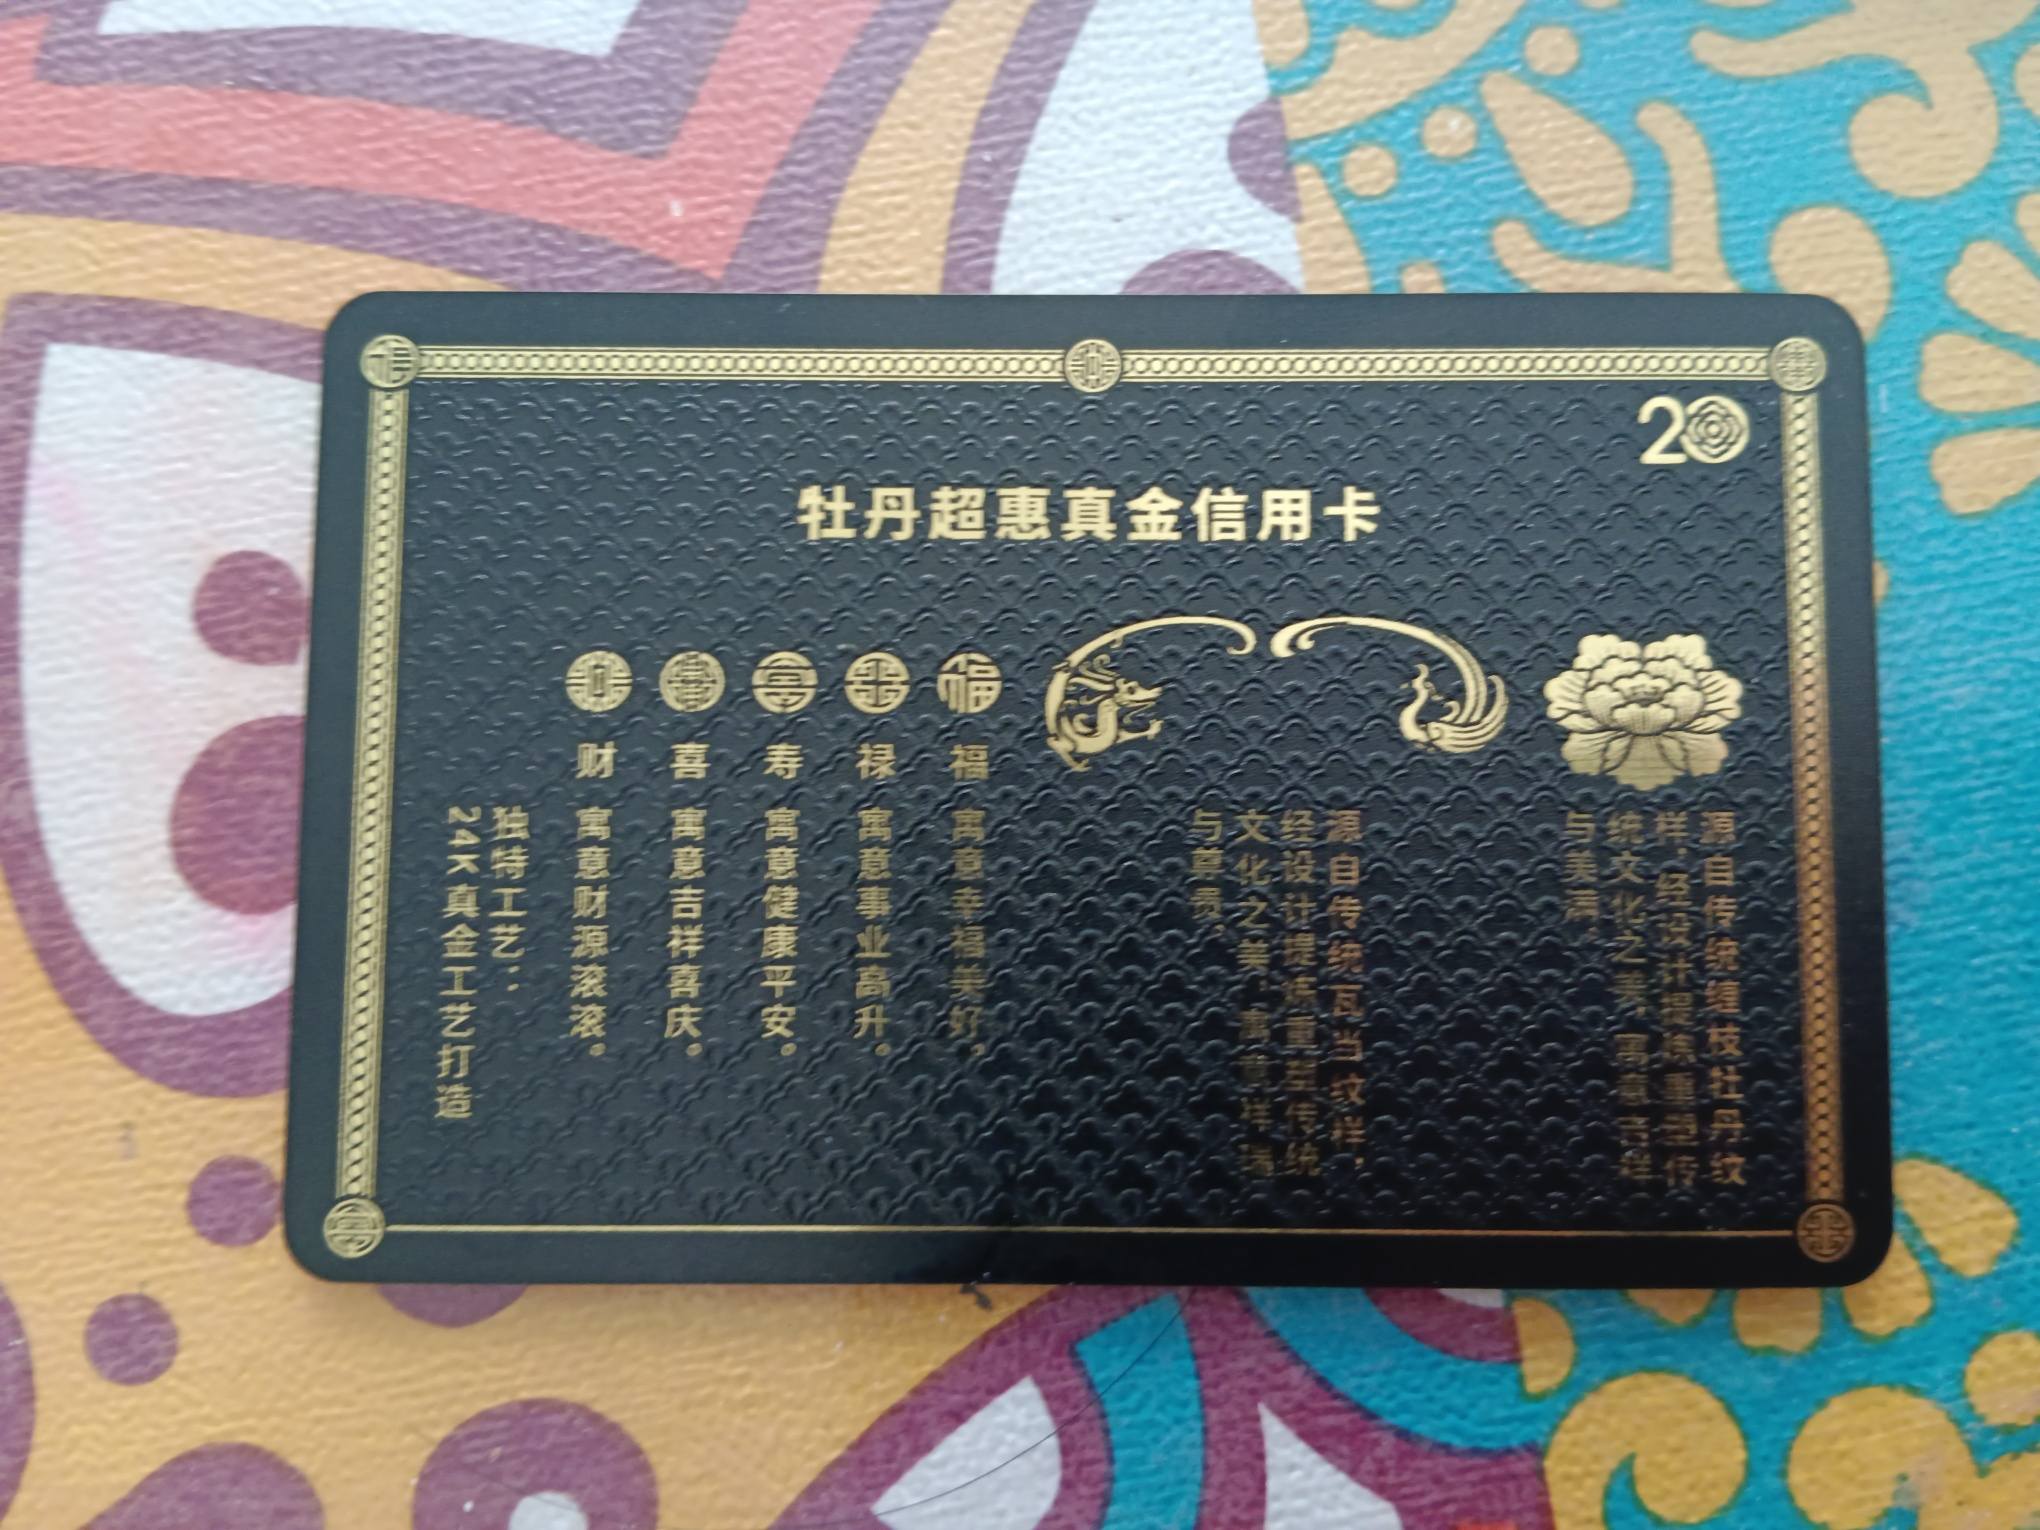 20
牡丹超惠真金信用卡
源自传统缠枝牡丹纹
样，经设计提炼重塑传
统文化之美，寓意吉祥
与美满。
源自传统瓦当纹样，
经设计提炼重塑传统
文化之美，寓意祥瑞
与尊贵。
福 寓意幸福美好。
禄 寓意事业高升。
寿 寓意健康平安。
喜 寓意吉祥喜庆。
财 寓意财源滚滚。
独特工艺：
24K真金工艺打造